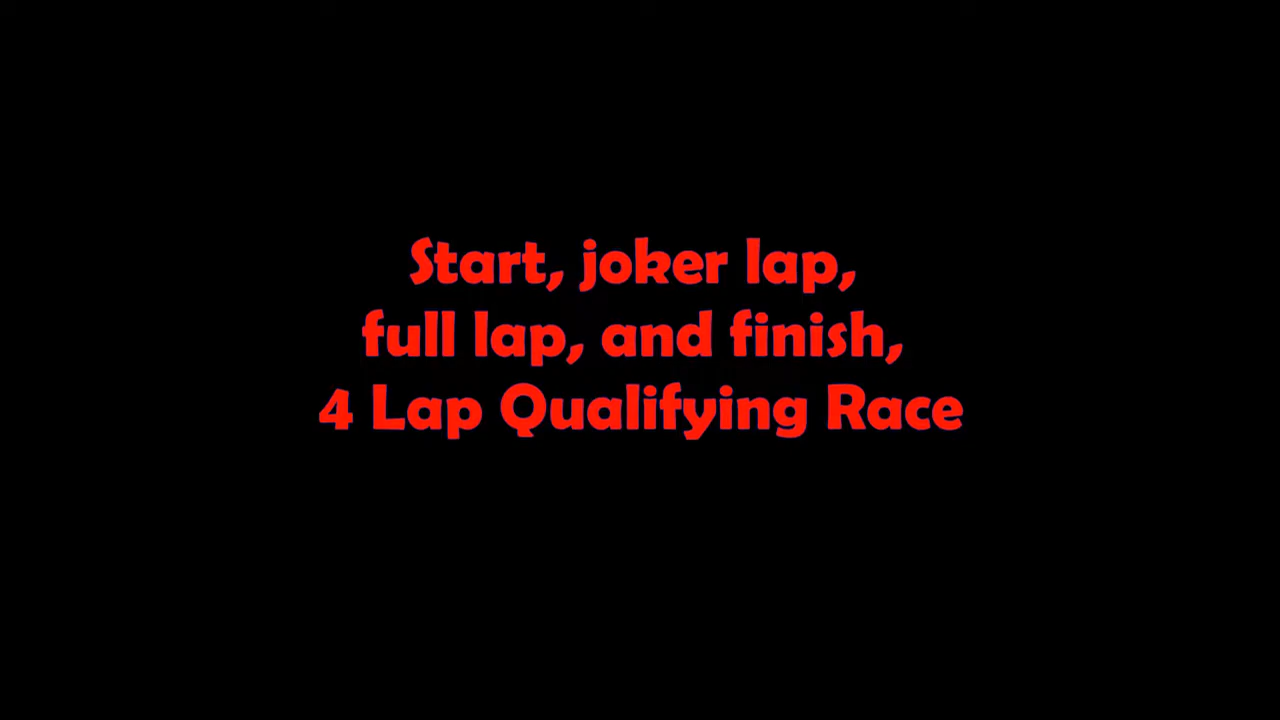 Start, joker lap,
full lap, and finish,
4 Lap Qualifying Race